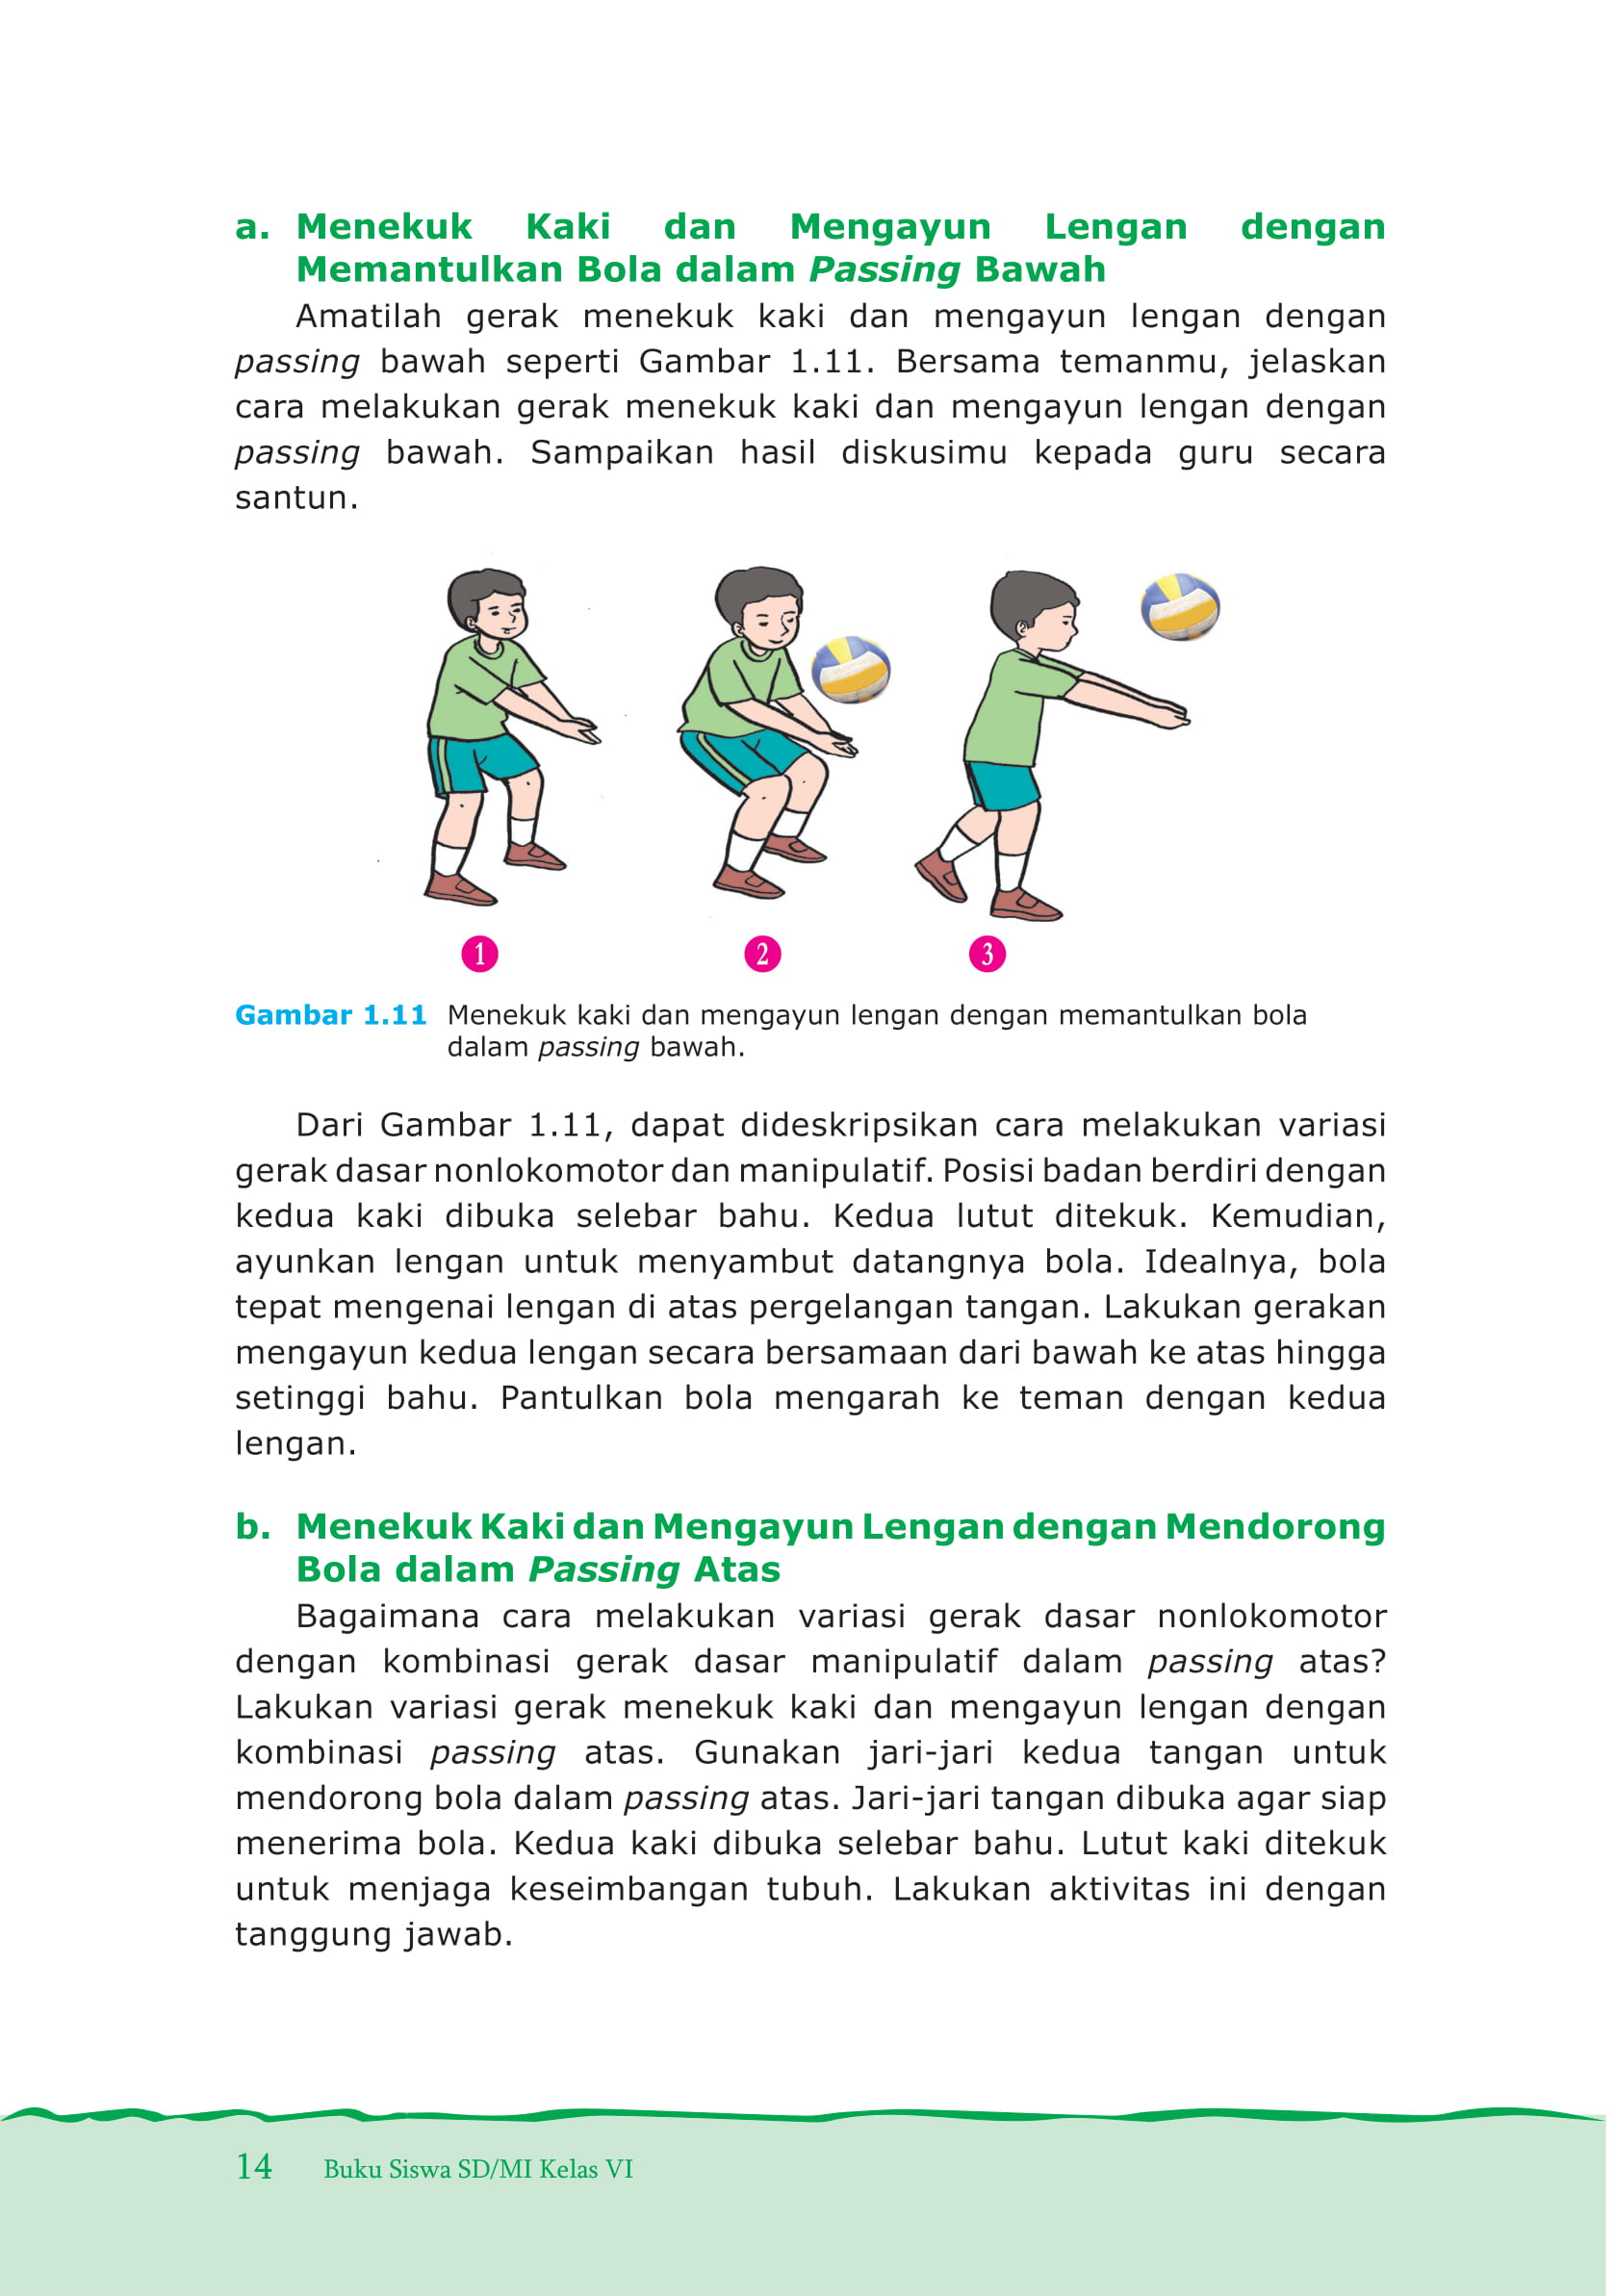 a. Menekuk Kaki dan Mengayun Lengan dengan
Memantulkan Bola dalam Passing Bawah
Amatilah gerak menekuk kaki dan mengayun lengan dengan
passing bawah seperti Gambar 1.11. Bersama temanmu, jelaskan
cara melakukan gerak menekuk kaki dan mengayun lengan dengan
passing bawah. Sampaikan hasil diskusimu kepada guru secara
santun.
1 2 3
Gambar 1.11 Menekuk kaki dan mengayun lengan dengan memantulkan bola
dalam passing bawah.
Dari Gambar 1.11, dapat dideskripsikan cara melakukan variasi
gerak dasar nonlokomotor dan manipulatif. Posisi badan berdiri dengan
kedua kaki dibuka selebar bahu. Kedua lutut ditekuk. Kemudian,
ayunkan lengan untuk menyambut datangnya bola. Idealnya, bola
tepat mengenai lengan di atas pergelangan tangan. Lakukan gerakan
mengayun kedua lengan secara bersamaan dari bawah ke atas hingga
setinggi bahu. Pantulkan bola mengarah ke teman dengan kedua
lengan.
b. Menekuk Kaki dan Mengayun Lengan dengan Mendorong
Bola dalam Passing Atas
Bagaimana cara melakukan variasi gerak dasar nonlokomotor
dengan kombinasi gerak dasar manipulatif dalam passing atas?
Lakukan variasi gerak menekuk kaki dan mengayun lengan dengan
kombinasi passing atas. Gunakan jari-jari kedua tangan untuk
mendorong bola dalam passing atas. Jari-jari tangan dibuka agar siap
menerima bola. Kedua kaki dibuka selebar bahu. Lutut kaki ditekuk
untuk menjaga keseimbangan tubuh. Lakukan aktivitas ini dengan
tanggung jawab.
14 Buku Siswa SD/MI Kelas VI